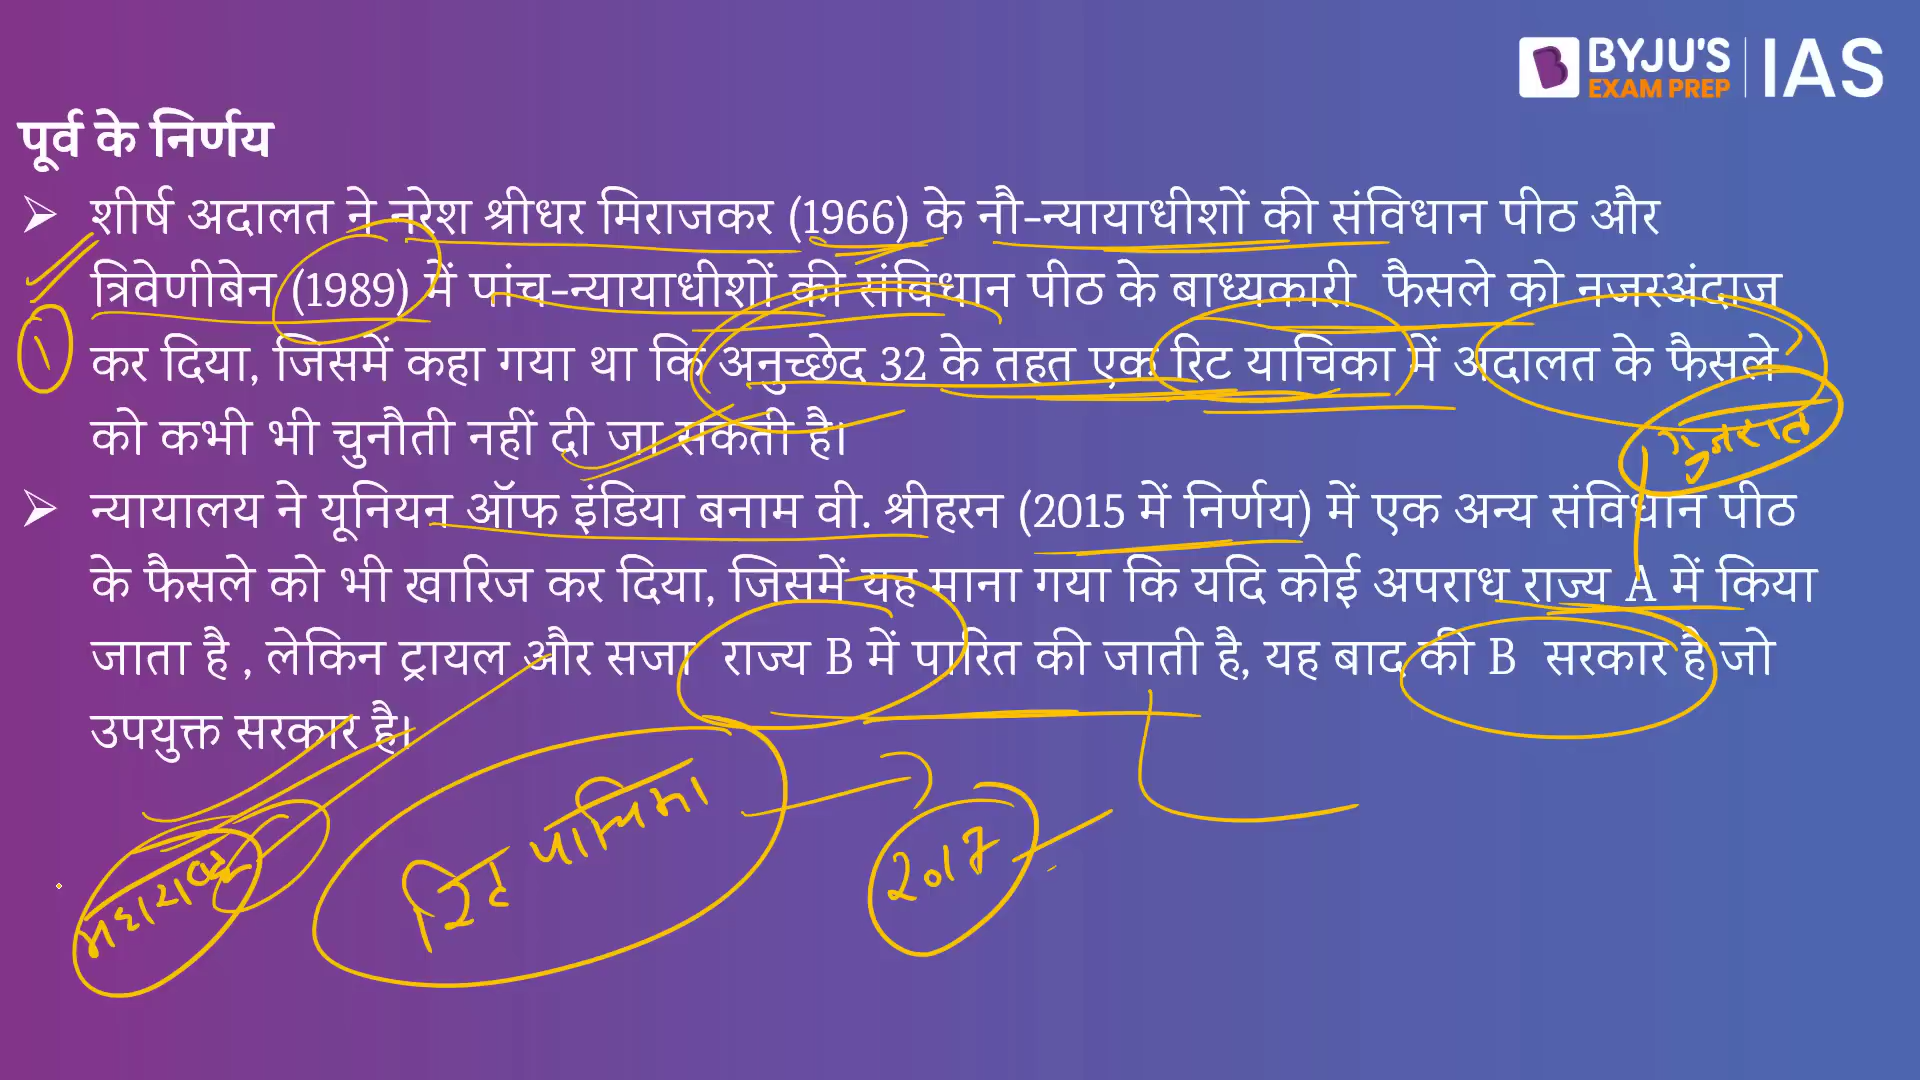 BYJU'S
EXAM PREP
IAS
पूर्व के निर्णय
➢ शीर्ष अदालत ने नरेश श्रीधर मिराजकर (1966) के नौ-न्यायाधीशों की संविधान पीठ और
त्रिवेणीबेन (1989) में पांच-न्यायाधीशों की संविधान पीठ के बाध्यकारी फैसले को नजरअंदाज
कर दिया, जिसमें कहा गया था कि अनुच्छेद 32 के तहत एक रिट याचिका में अदालत के फैसले
को कभी भी चुनौती नहीं दी जा सकती है।
➢ न्यायालय ने यूनियन ऑफ इंडिया बनाम वी. श्रीहरन (2015 में निर्णय) में एक अन्य संविधान पीठ
के फैसले को भी खारिज कर दिया, जिसमें यह माना गया कि यदि कोई अपराध राज्य A में किया
जाता है , लेकिन ट्रायल और सजा राज्य B में पारित की जाती है, यह बाद की B सरकार है जो
उपयुक्त सरकार है।
१
गुजरात
रिट
२०१७